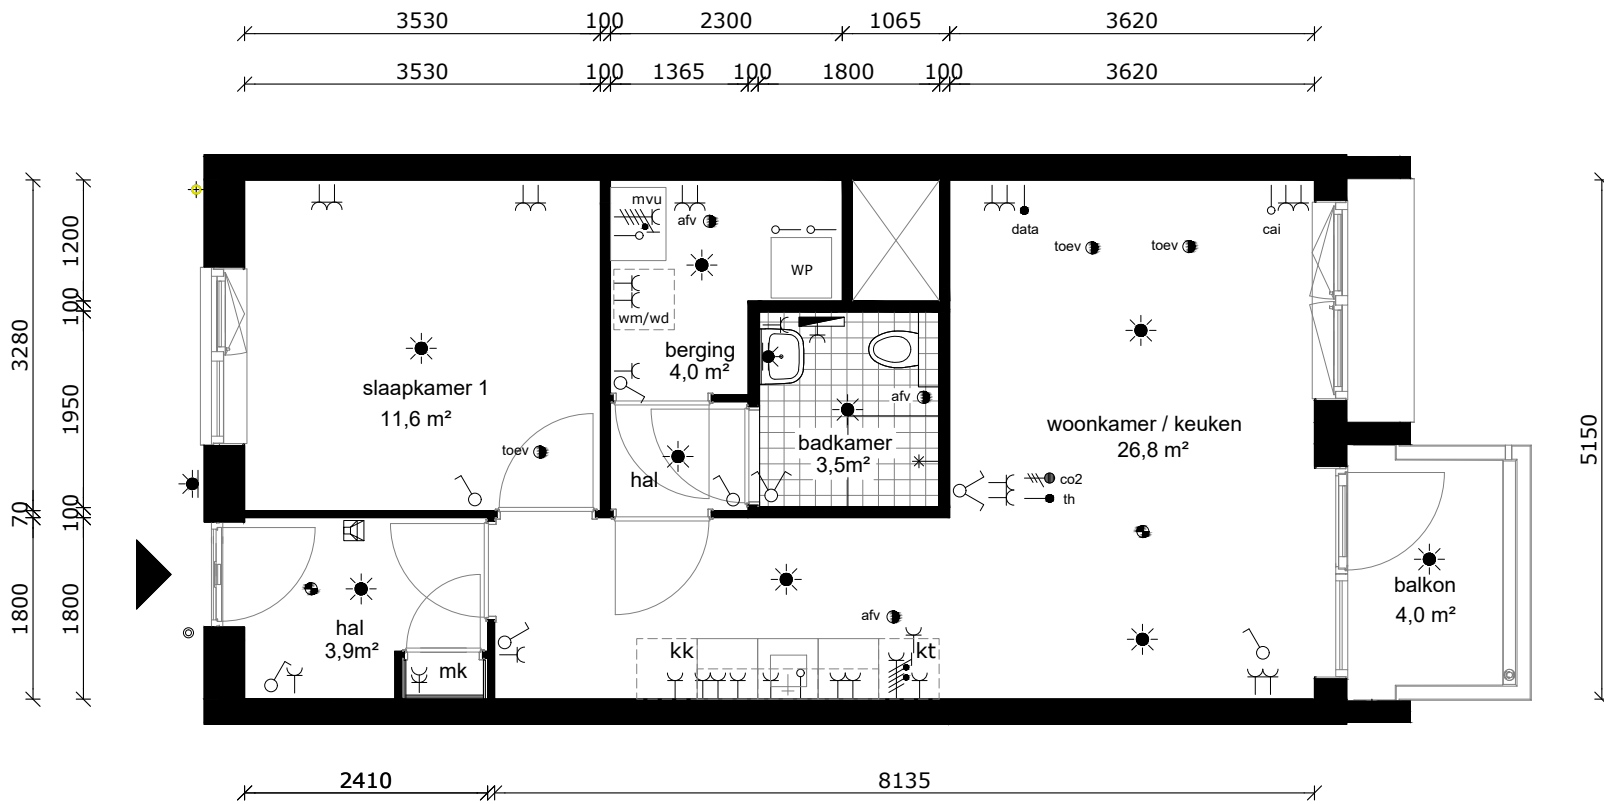 3530 100 2300 1065 3620
3530 100 1365 100 1800 100 3620
3280 70 1800
1200 100 1950 100 1800
5150
mvu
afv
WP
wm/wd
berging
4,0 m²
slaapkamer 1
11,6 m²
toev
hal
badkamer
3,5m²
afv
data
cai
toev
toev
woonkamer / keuken
26,8 m²
co2
th
balkon
4,0 m²
hal
3,9m²
mk
afv
kk
kt
2410 8135